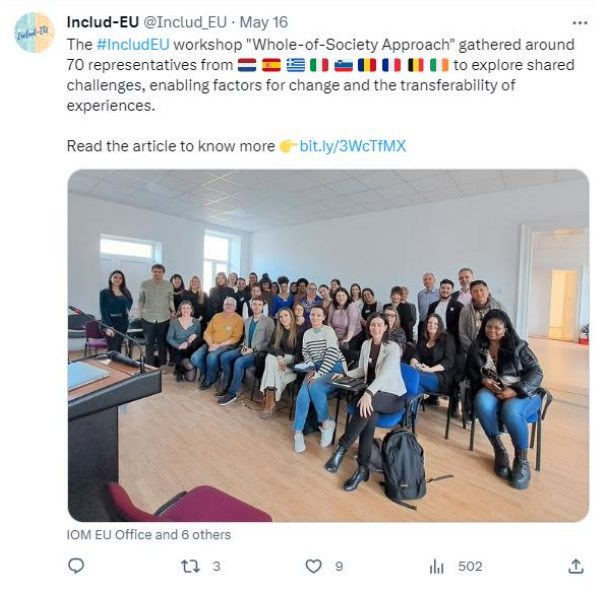 Includ-EU @Includ_EU · May 16
The #IncludEU workshop "Whole-of-Society Approach" gathered around
70 representatives from 🇳🇱 🇪🇸 🇬🇷 🇮🇹 🇸🇮 🇷🇴 🇫🇷 🇧🇪 🇮🇪 to explore shared
challenges, enabling factors for change and the transferability of
experiences.
Read the article to know more 👉 bit.ly/3WcTfMX
IOM EU Office and 6 others
3 9 502